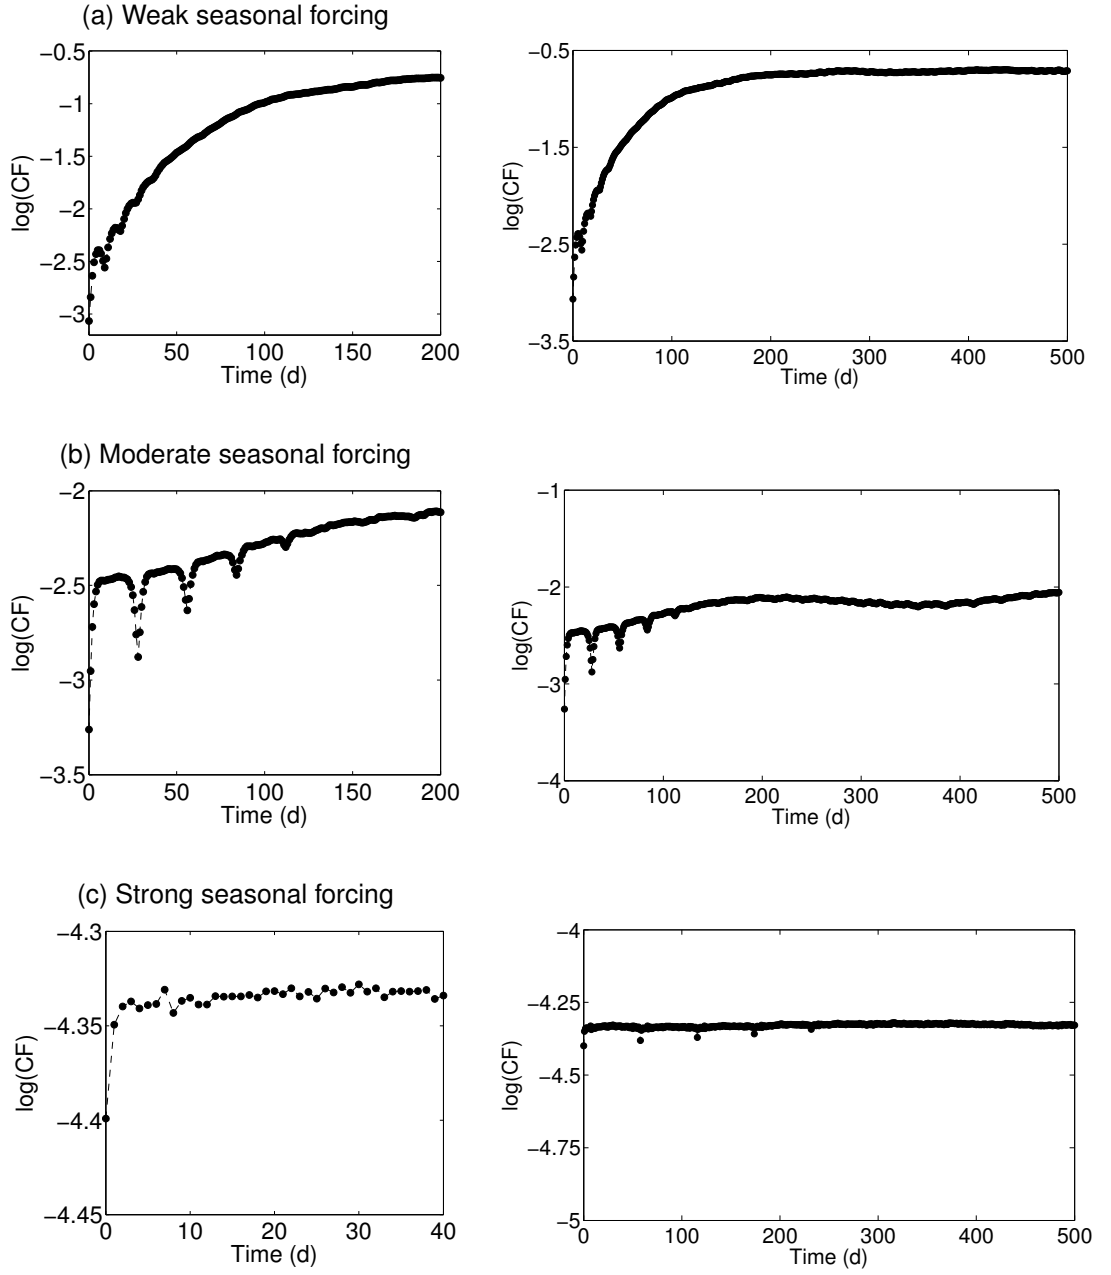 (a) Weak seasonal forcing
−0.5
−1
−1.5
−2
−2.5
−3
log(CF)
0 50 100 150 200
Time (d)
−0.5
−1.5
−2.5
−3.5
log(CF)
0 100 200 300 400 500
Time (d)
(b) Moderate seasonal forcing
−2
−2.5
−3
−3.5
log(CF)
0 50 100 150 200
Time (d)
−1
−2
−3
−4
log(CF)
0 100 200 300 400 500
Time (d)
(c) Strong seasonal forcing
−4.3
−4.35
−4.4
−4.45
log(CF)
0 10 20 30 40
Time (d)
−4
−4.25
−4.5
−4.75
−5
log(CF)
0 100 200 300 400 500
Time (d)